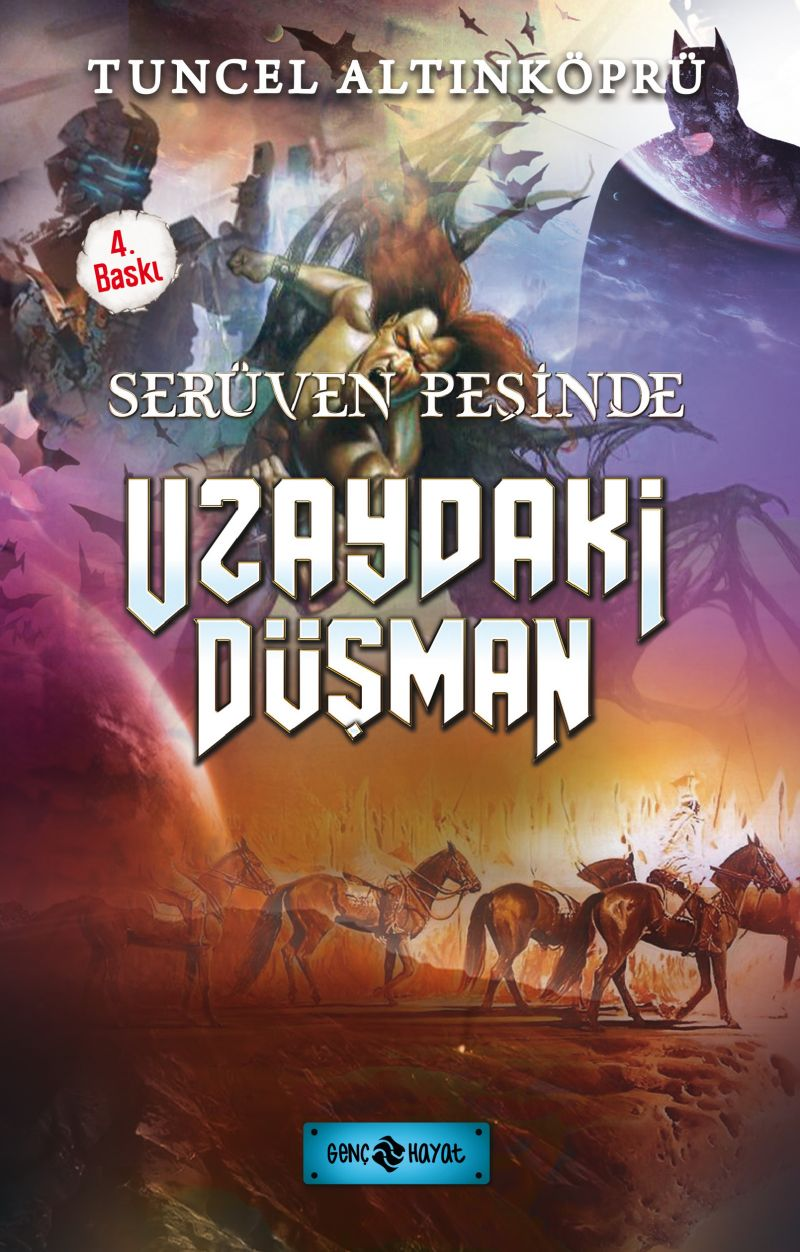 TUNCEL ALTINKÖPRÜ
4.
Baskı
SERÜVEN PEŞİNDE
UZAYDAKİ
DÜŞMAN
GENÇ HAYAt